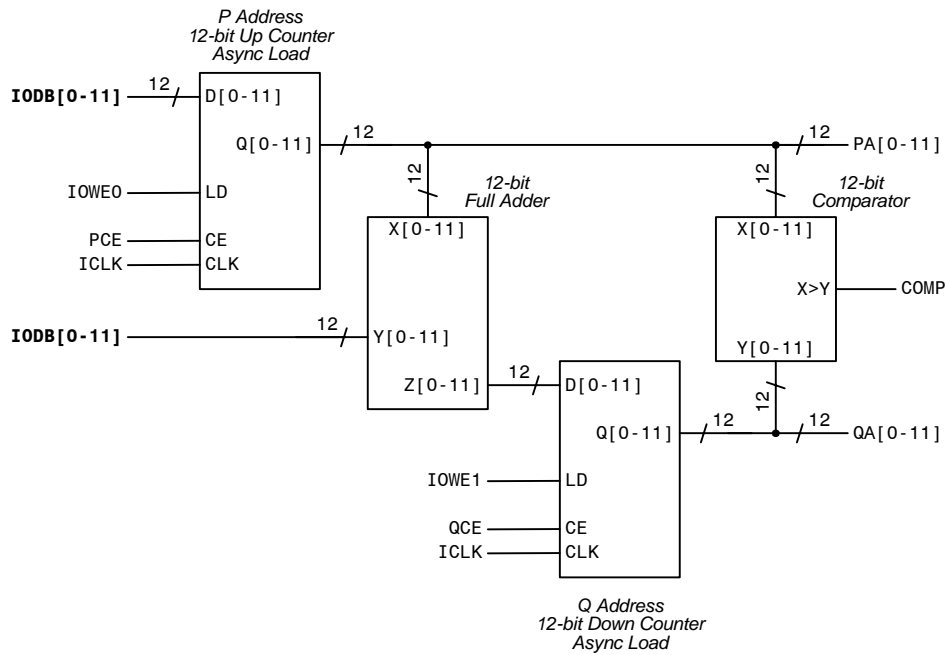 P Address
12-bit Up Counter
Async Load
IODB[0-11]
12
D[0-11]
Q[0-11]
12
12
PA[0-11]
IOWE0
LD
12
12-bit
Full Adder
12
12-bit
Comparator
PCE
CE
ICLK
CLK
X[0-11]
X[0-11]
X>Y
COMP
IODB[0-11]
12
Y[0-11]
Y[0-11]
Z[0-11]
12
D[0-11]
12
Q[0-11]
12
12
QA[0-11]
IOWE1
LD
QCE
CE
ICLK
CLK
Q Address
12-bit Down Counter
Async Load